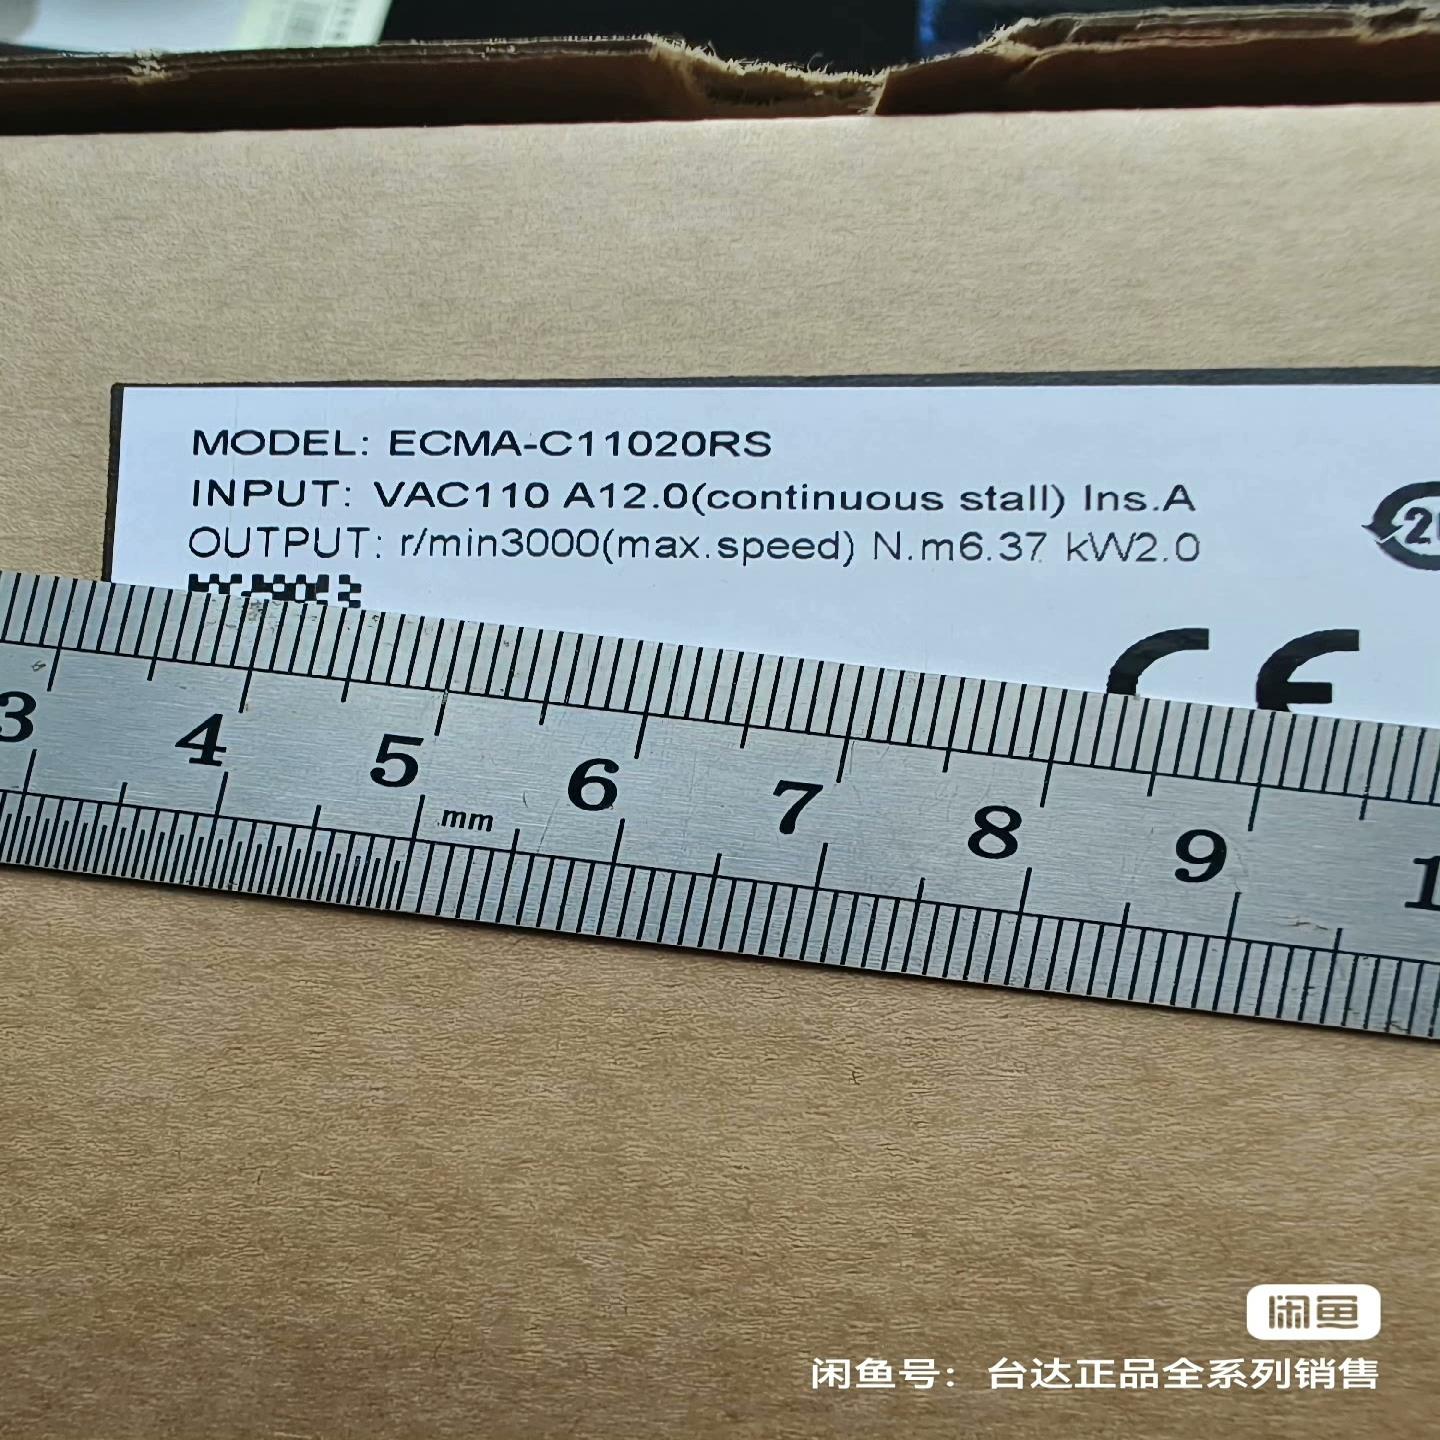 MODEL: ECMA-C11020RS
INPUT: VAC110 A12.0(continuous stall) Ins.A
OUTPUT: r/min3000(max.speed) N.m6.37 kW2.0
CE
3 4 5 6 7 8 9
mm
闲鱼
闲鱼号：台达正品全系列销售